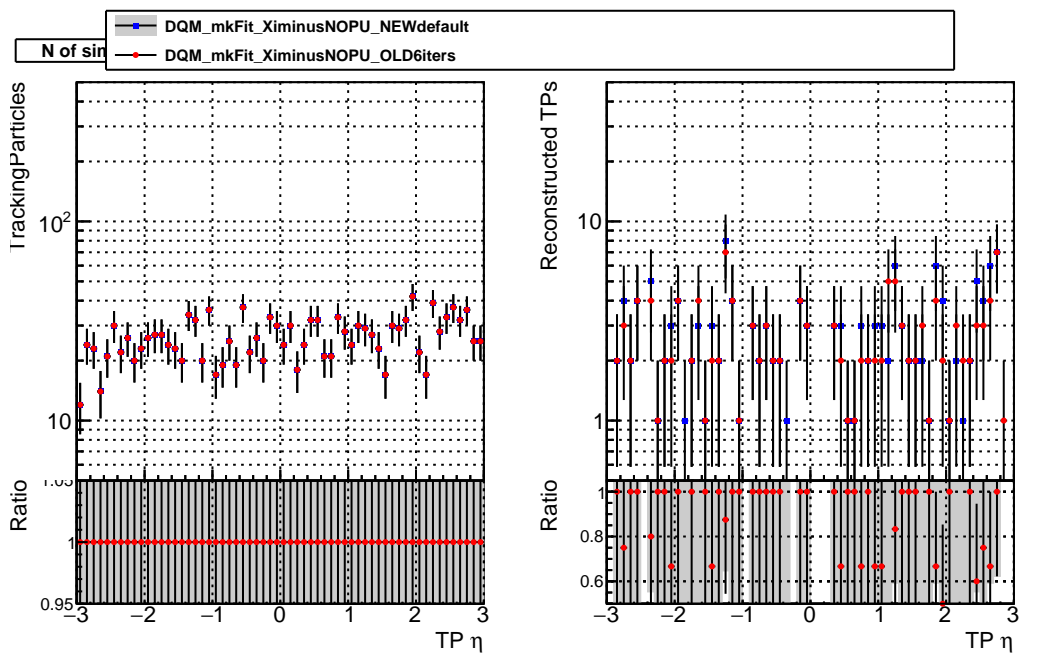 DQM_mkFit_XiminusNOPU_NEWdefault
DQM_mkFit_XiminusNOPU_OLD6iters
N of sim
TrackingParticles
10²
10
Ratio
1
0.95
−3 −2 −1 0 1 2 3
TP η
Reconstructed TPs
10
1
Ratio
1
0.8
0.6
−3 −2 −1 0 1 2 3
TP η